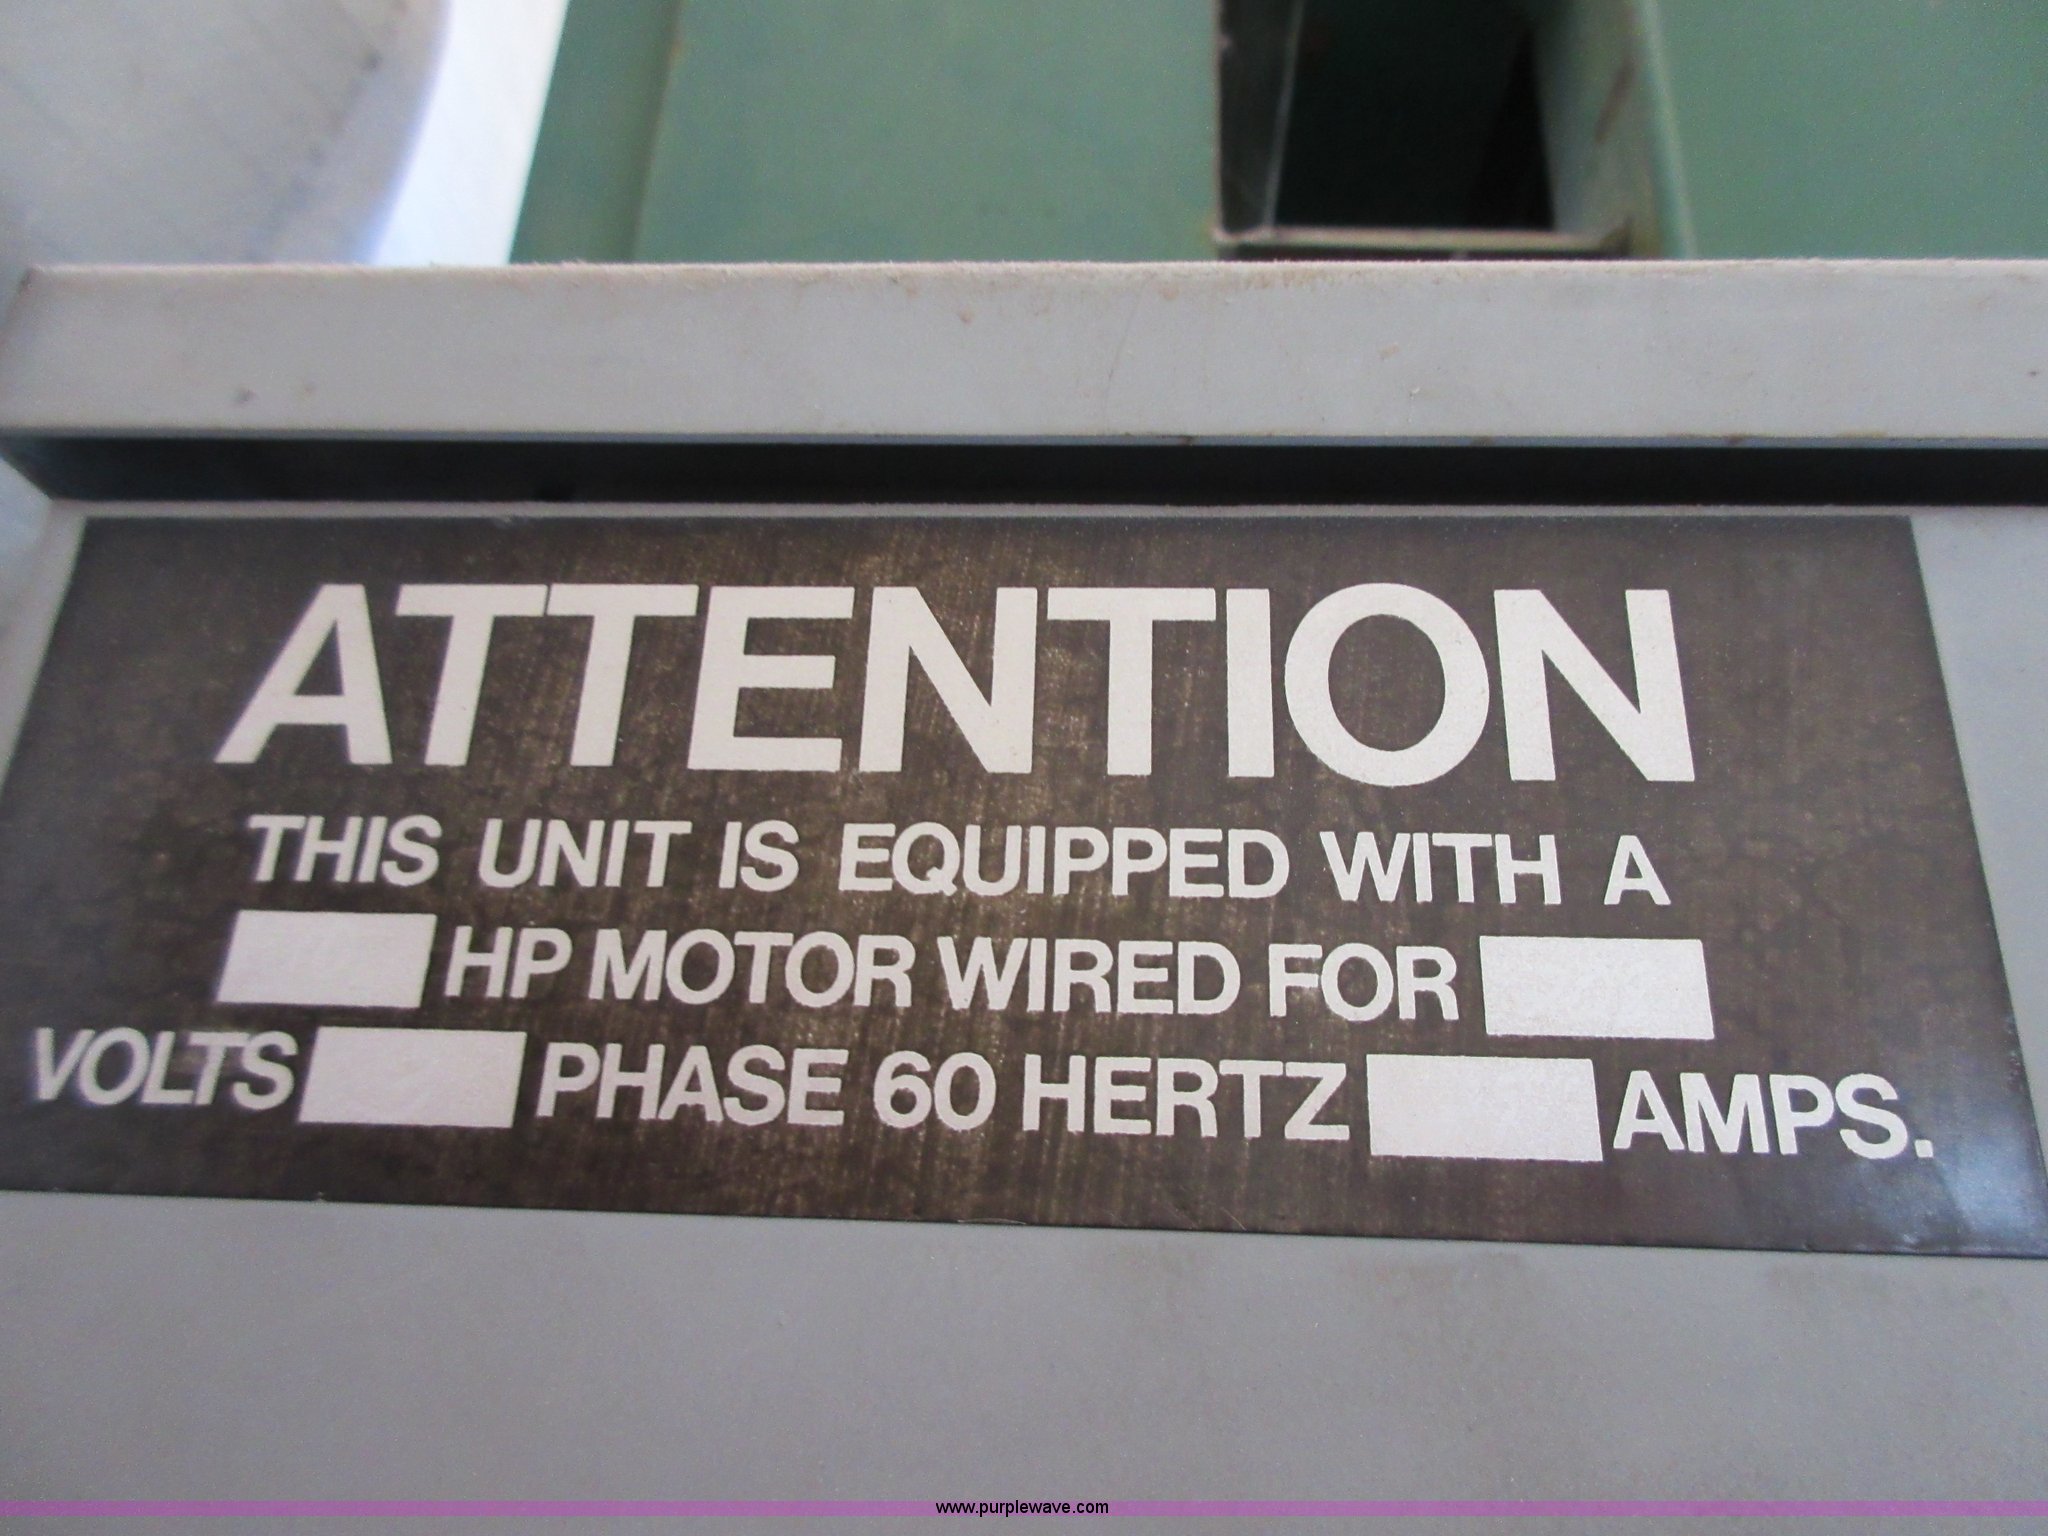 ATTENTION
THIS UNIT IS EQUIPPED WITH A
HP MOTOR WIRED FOR
VOLTS PHASE 60 HERTZ AMPS.
www.purplewave.com